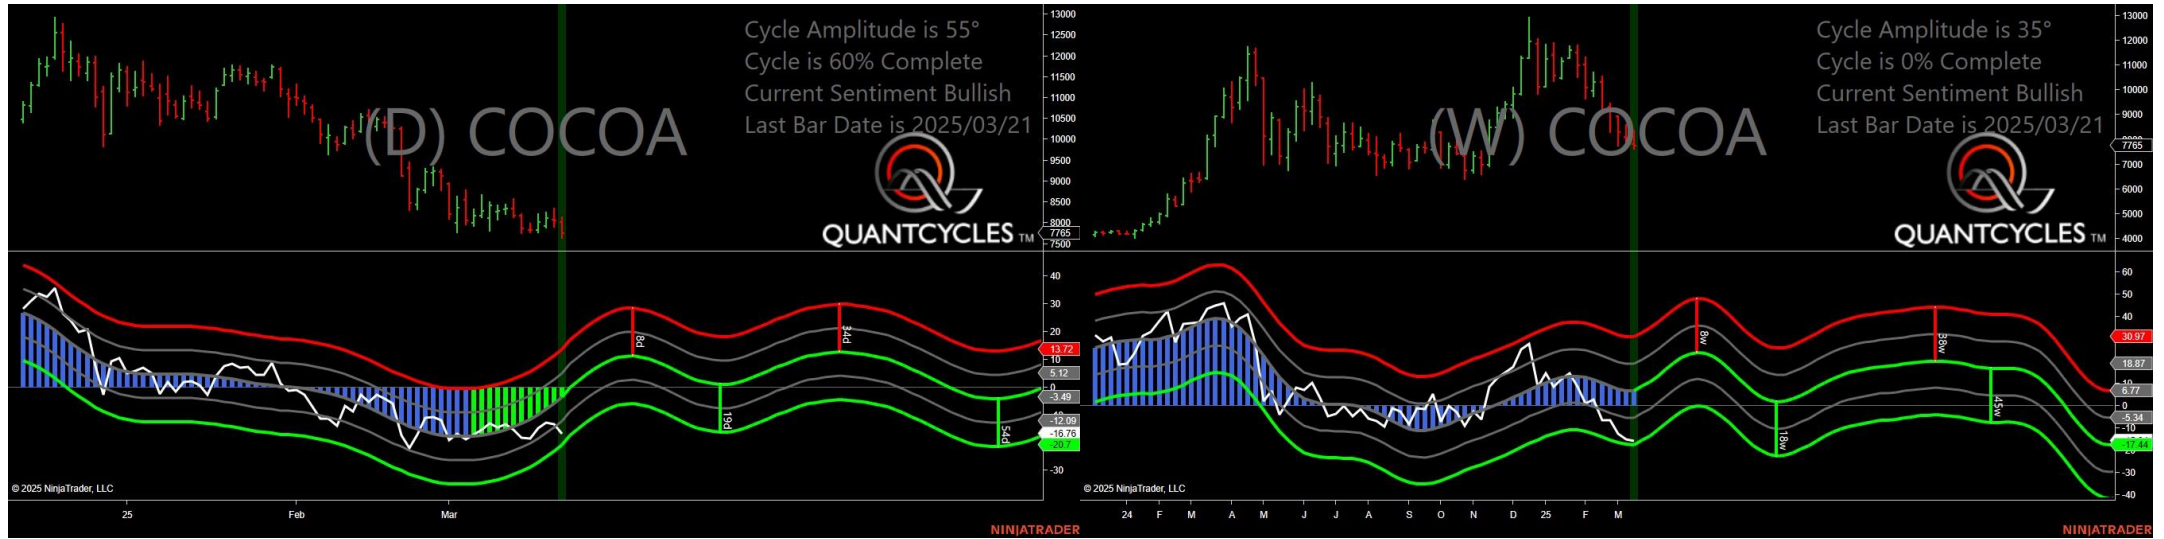 Cycle Amplitude is 55°
Cycle is 60% Complete
Current Sentiment Bullish
Last Bar Date is 2025/03/21
(D) COCOA
QUANTCYCLES TM
13000
12500
12000
11500
11000
10500
10000
9500
9000
8500
8000
7765
7500
40
30
20
13.72
10
5.12
0
-3.49
-12.09
-16.76
-20.7
-30
8d
19d
34d
54d
© 2025 NinjaTrader, LLC
25 Feb Mar
NINJATRADER
Cycle Amplitude is 35°
Cycle is 0% Complete
Current Sentiment Bullish
Last Bar Date is 2025/03/21
(W) COCOA
QUANTCYCLES TM
13000
12000
11000
10000
9000
7765
7000
6000
5000
4000
60
50
40
30.97
18.87
6.77
0
-5.34
-10
-17.44
-30
-40
8w
18w
38w
45w
© 2025 NinjaTrader, LLC
24 F M A M J J A S O N D 25 F M
NINJATRADER